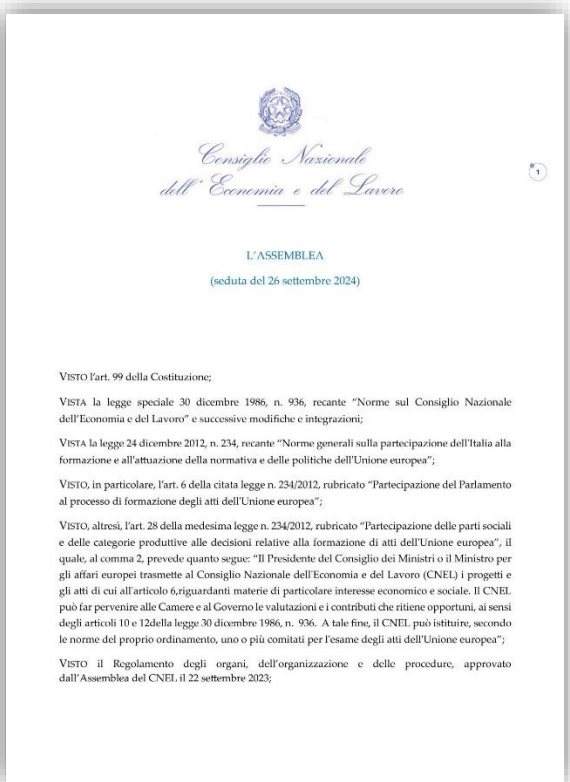 Consiglio Nazionale
dell'Economia e del Lavoro
1
L'ASSEMBLEA
(seduta del 26 settembre 2024)
VISTO l'art. 99 della Costituzione;
VISTA la legge speciale 30 dicembre 1986, n. 936, recante “Norme sul Consiglio Nazionale
dell'Economia e del Lavoro” e successive modifiche e integrazioni;
VISTA la legge 24 dicembre 2012, n. 234, recante “Norme generali sulla partecipazione dell'Italia alla
formazione e all'attuazione della normativa e delle politiche dell'Unione europea”;
VISTO, in particolare, l'art. 6 della citata legge n. 234/2012, rubricato “Partecipazione del Parlamento
al processo di formazione degli atti dell'Unione europea”;
VISTO, altresì, l'art. 28 della medesima legge n. 234/2012, rubricato “Partecipazione delle parti sociali
e delle categorie produttive alle decisioni relative alla formazione di atti dell'Unione europea”, il
quale, al comma 2, prevede quanto segue: “Il Presidente del Consiglio dei Ministri o il Ministro per
gli affari europei trasmette al Consiglio Nazionale dell'Economia e del Lavoro (CNEL) i progetti e
gli atti di cui all'articolo 6,riguardanti materie di particolare interesse economico e sociale. Il CNEL
può far pervenire alle Camere e al Governo le valutazioni e i contributi che ritiene opportuni, ai sensi
degli articoli 10 e 12della legge 30 dicembre 1986, n. 936. A tale fine, il CNEL può istituire, secondo
le norme del proprio ordinamento, uno o più comitati per l'esame degli atti dell'Unione europea”;
VISTO il Regolamento degli organi, dell'organizzazione e delle procedure, approvato
dall'Assemblea del CNEL il 22 settembre 2023;